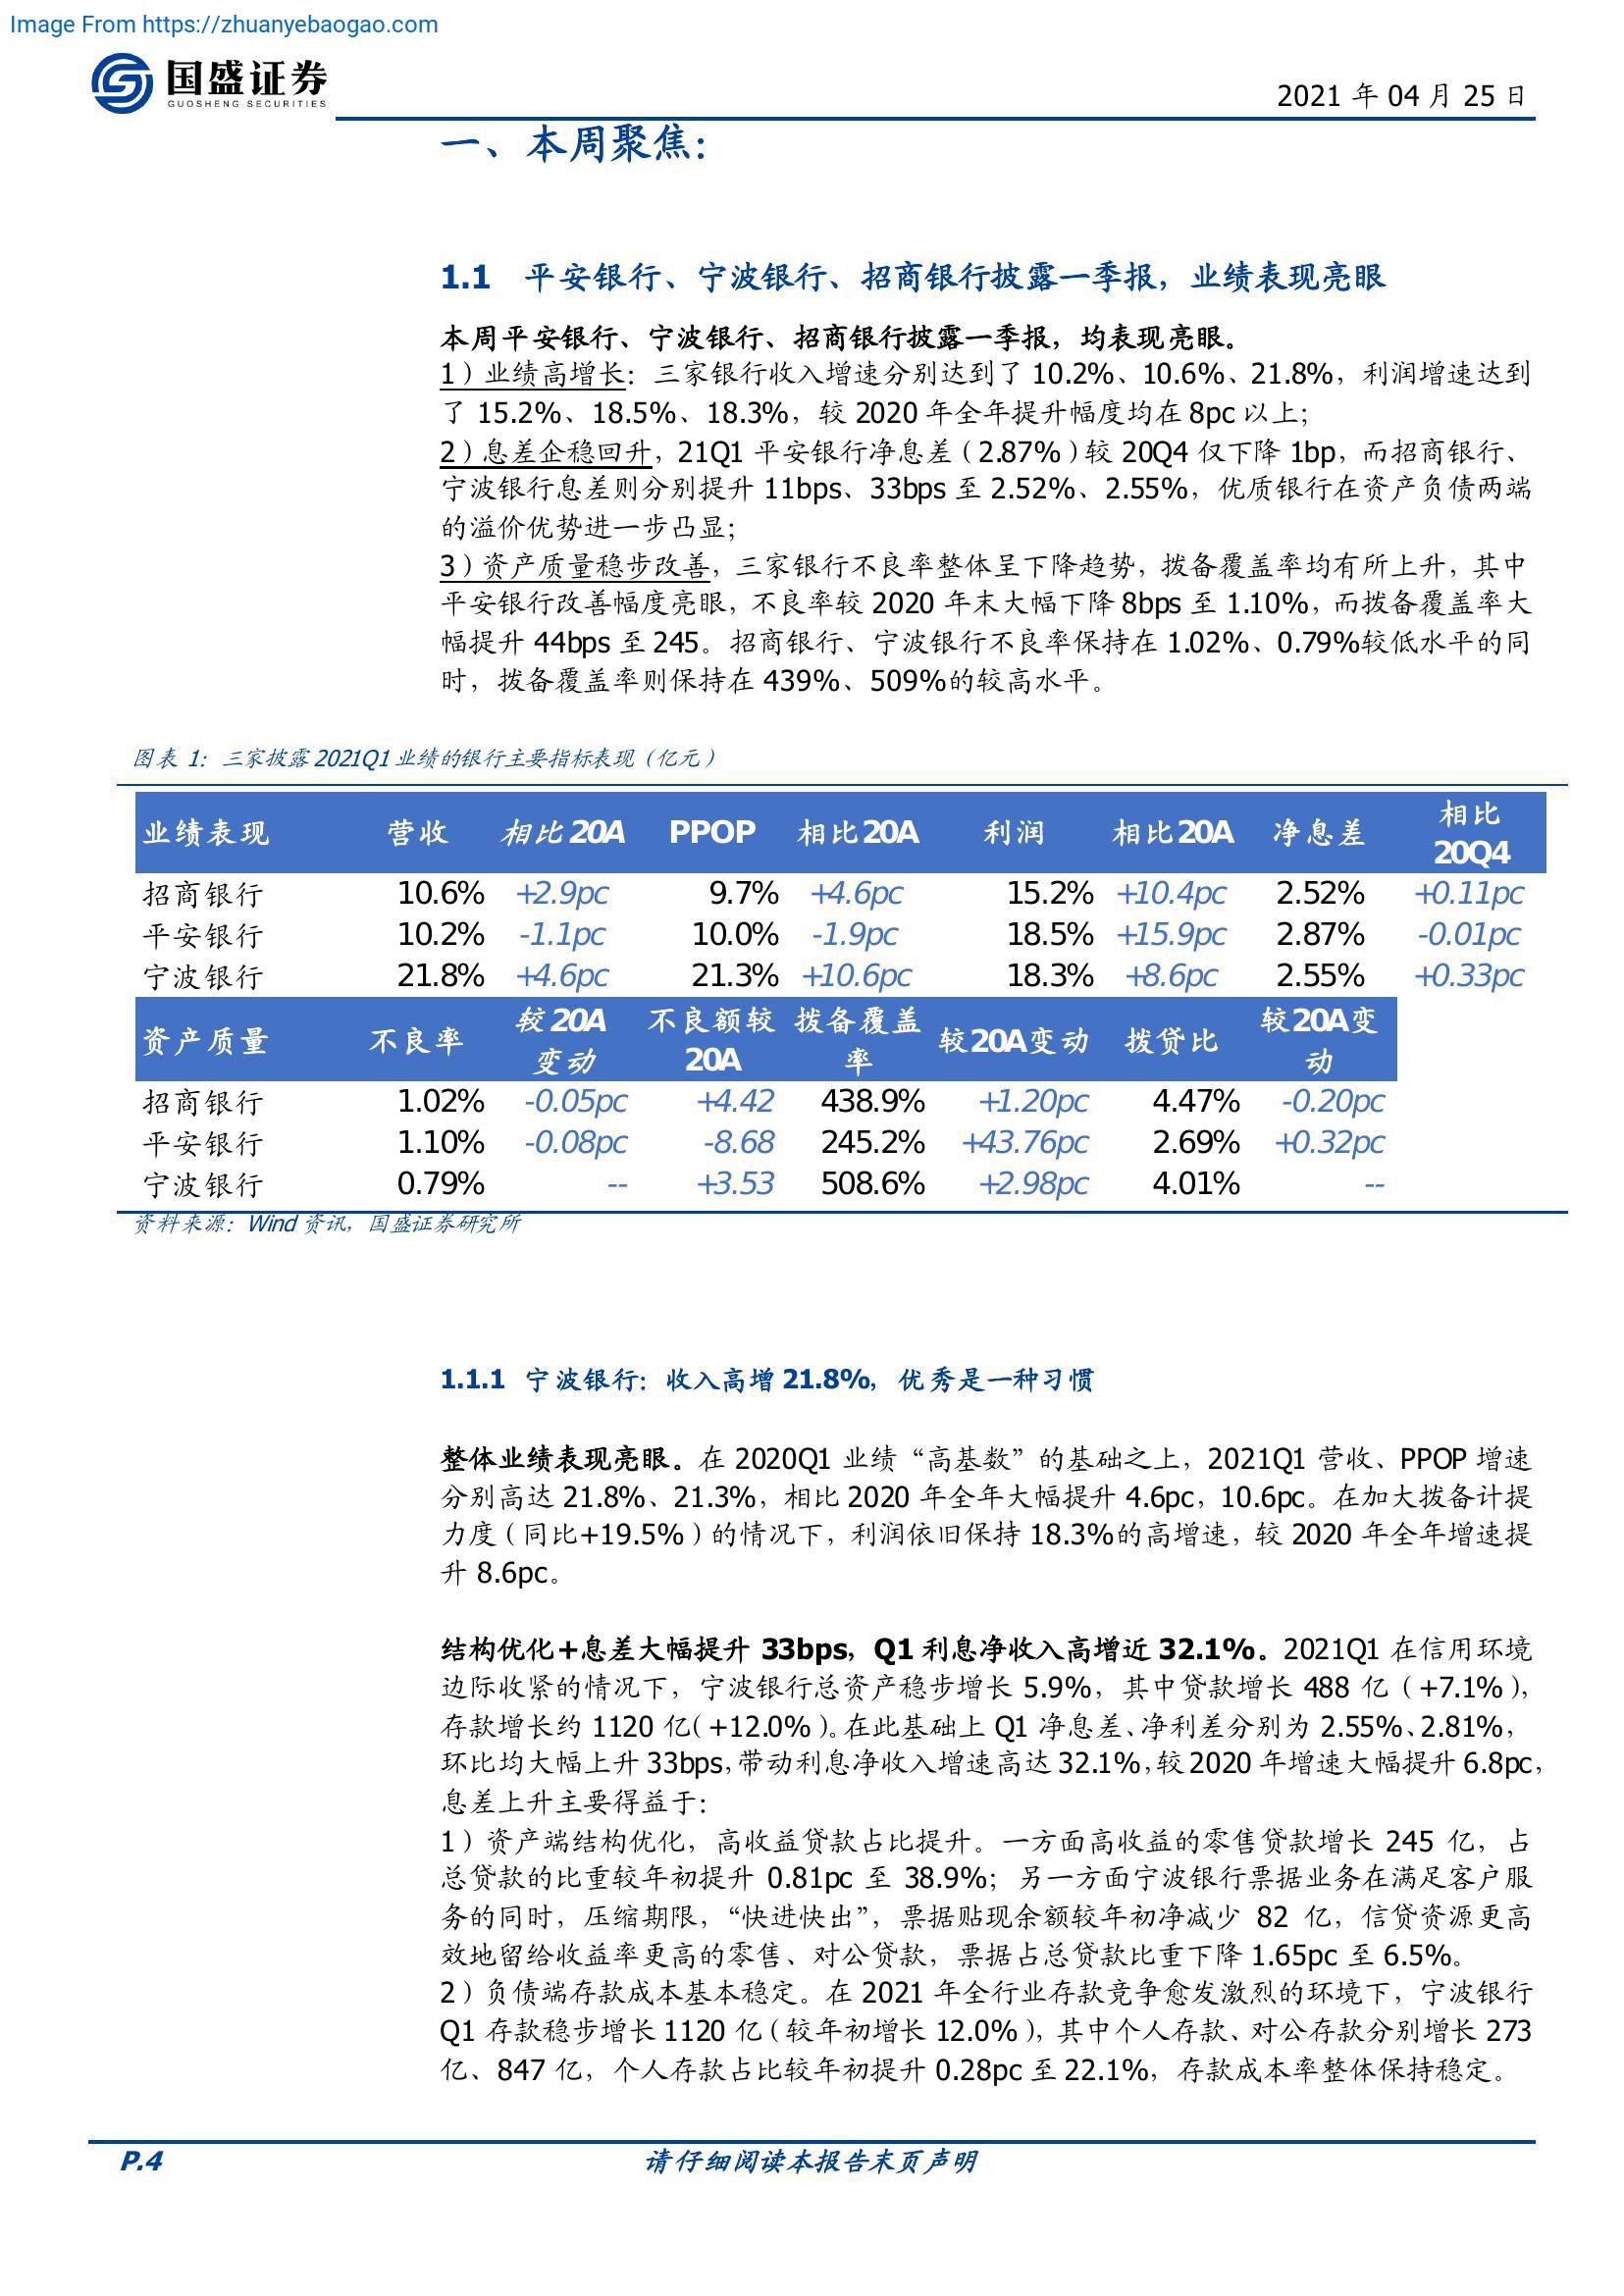 Image From https://zhuanyebaogao.com
国盛证券
GUOSHENG SECURITIES
2021 年 04 月 25 日
一、本周聚焦：
1.1 平安银行、宁波银行、招商银行披露一季报，业绩表现亮眼
本周平安银行、宁波银行、招商银行披露一季报，均表现亮眼。
1）业绩高增长：三家银行收入增速分别达到了 10.2%、10.6%、21.8%，利润增速达到
了 15.2%、18.5%、18.3%，较 2020 年全年提升幅度均在 8pc 以上；
2）息差企稳回升，21Q1 平安银行净息差（2.87%）较 20Q4 仅下降 1bp，而招商银行、
宁波银行息差则分别提升 11bps、33bps 至 2.52%、2.55%，优质银行在资产负债两端
的溢价优势进一步凸显；
3）资产质量稳步改善，三家银行不良率整体呈下降趋势，拨备覆盖率均有所上升，其中
平安银行改善幅度亮眼，不良率较 2020 年末大幅下降 8bps 至 1.10%，而拨备覆盖率大
幅提升 44bps 至 245。招商银行、宁波银行不良率保持在 1.02%、0.79%较低水平的同
时，拨备覆盖率则保持在 439%、509%的较高水平。
图表 1：三家披露 2021Q1 业绩的银行主要指标表现（亿元）
业绩表现 营收 相比20A PPOP 相比20A 利润 相比20A 净息差 相比20Q4
招商银行 10.6% +2.9pc 9.7% +4.6pc 15.2% +10.4pc 2.52% +0.11pc
平安银行 10.2% -1.1pc 10.0% -1.9pc 18.5% +15.9pc 2.87% -0.01pc
宁波银行 21.8% +4.6pc 21.3% +10.6pc 18.3% +8.6pc 2.55% +0.33pc
资产质量 不良率 较20A变动 不良额较20A 拨备覆盖率 较20A变动 拨贷比 较20A变动
招商银行 1.02% -0.05pc +4.42 438.9% +1.20pc 4.47% -0.20pc
平安银行 1.10% -0.08pc -8.68 245.2% +43.76pc 2.69% +0.32pc
宁波银行 0.79% -- +3.53 508.6% +2.98pc 4.01% --
资料来源：Wind 资讯，国盛证券研究所
1.1.1 宁波银行：收入高增 21.8%，优秀是一种习惯
整体业绩表现亮眼。在 2020Q1 业绩“高基数”的基础之上，2021Q1 营收、PPOP 增速
分别高达 21.8%、21.3%，相比 2020 年全年大幅提升 4.6pc，10.6pc。在加大拨备计提
力度（同比+19.5%）的情况下，利润依旧保持 18.3%的高增速，较 2020 年全年增速提
升 8.6pc。
结构优化+息差大幅提升 33bps，Q1 利息净收入高增近 32.1%。2021Q1 在信用环境
边际收紧的情况下，宁波银行总资产稳步增长 5.9%，其中贷款增长 488 亿（+7.1%），
存款增长约 1120 亿（+12.0%）。在此基础上 Q1 净息差、净利差分别为 2.55%、2.81%，
环比均大幅上升 33bps，带动利息净收入增速高达 32.1%，较 2020 年增速大幅提升 6.8pc，
息差上升主要得益于：
1）资产端结构优化，高收益贷款占比提升。一方面高收益的零售贷款增长 245 亿，占
总贷款的比重较年初提升 0.81pc 至 38.9%；另一方面宁波银行票据业务在满足客户服
务的同时，压缩期限，“快进快出”，票据贴现余额较年初净减少 82 亿，信贷资源更高
效地留给收益率更高的零售、对公贷款，票据占总贷款比重下降 1.65pc 至 6.5%。
2）负债端存款成本基本稳定。在 2021 年全行业存款竞争愈发激烈的环境下，宁波银行
Q1 存款稳步增长 1120 亿（较年初增长 12.0%），其中个人存款、对公存款分别增长 273
亿、847 亿，个人存款占比较年初提升 0.28pc 至 22.1%，存款成本率整体保持稳定。
P.4
请仔细阅读本报告末页声明